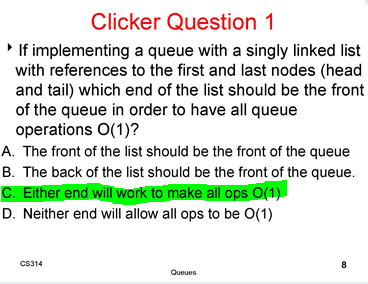 Clicker Question 1
If implementing a queue with a singly linked list
with references to the first and last nodes (head
and tail) which end of the list should be the front
of the queue in order to have all queue
operations O(1)?
A. The front of the list should be the front of the queue
B. The back of the list should be the front of the queue.
C. Either end will work to make all ops O(1)
D. Neither end will allow all ops to be O(1)
CS314
Queues
8